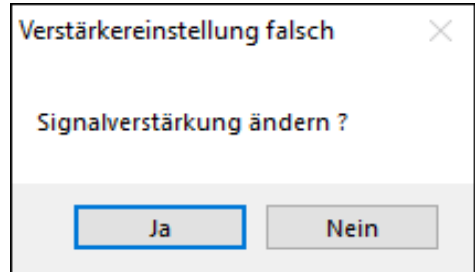 Verstärkereinstellung falsch
Signalverstärkung ändern ?
Ja
Nein